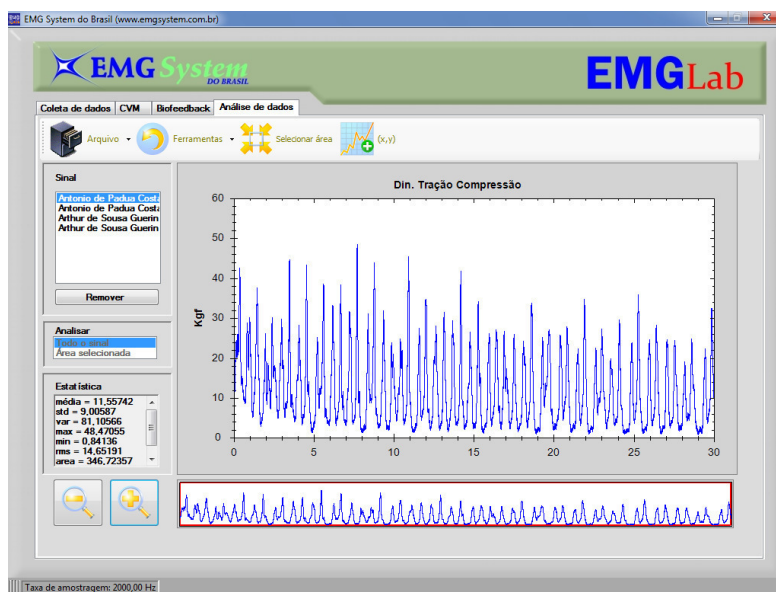 EMG System do Brasil (www.emgsystem.com.br)
EMG System
DO BRASIL
EMGLab
Coleta de dados CVM Biofeedback Análise de dados
Arquivo Ferramentas Selecionar área (x,y)
Sinal
Antonio de Padua Costa
Antonio de Padua Costa
Arthur de Sousa Guerin
Arthur de Sousa Guerin
Remover
Analisar
Todo o sinal
Área selecionada
Estatística
média = 11,55742
std = 9,00587
var = 81,10566
max = 48,47055
min = 0,84136
rms = 14,65191
area = 346,72357
Din. Tração Compressão
Kgf
60
50
40
30
20
10
0
0 5 10 15 20 25 30
Taxa de amostragem: 2000,00 Hz